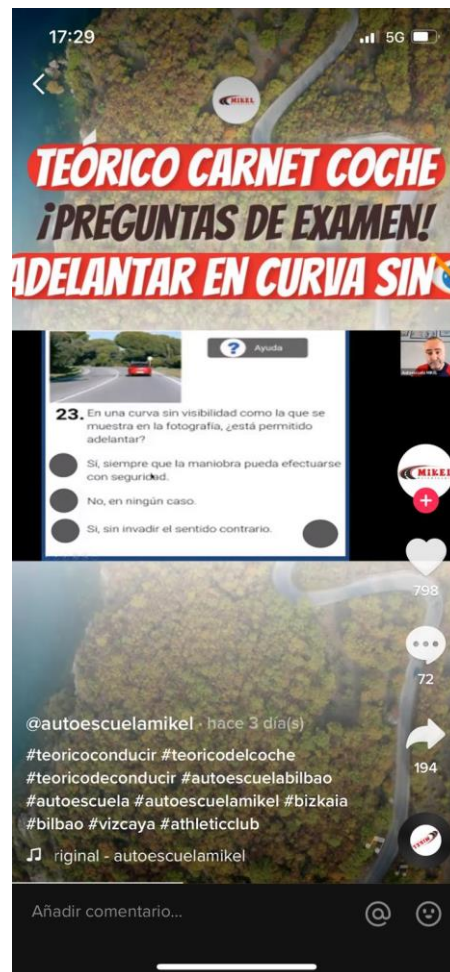 17:29
5G
MIKEL
TEÓRICO CARNET COCHE
¡PREGUNTAS DE EXAMEN!
ADELANTAR EN CURVA SIN
? Ayuda
23. En una curva sin visibilidad como la que se
muestra en la fotografía, ¿está permitido
adelantar?
Sí, siempre que la maniobra pueda efectuarse
con seguridad.
No, en ningún caso.
Sí, sin invadir el sentido contrario.
MIKEL
798
72
194
@autoescuelamikel · hace 3 día(s)
#teoricoconducir #teoricodelcoche
#teoricodeconducir #autoescuelabilbao
#autoescuela #autoescuelamikel #bizkaia
#bilbao #vizcaya #athleticclub
riginal - autoescuelamikel
Añadir comentario...
@